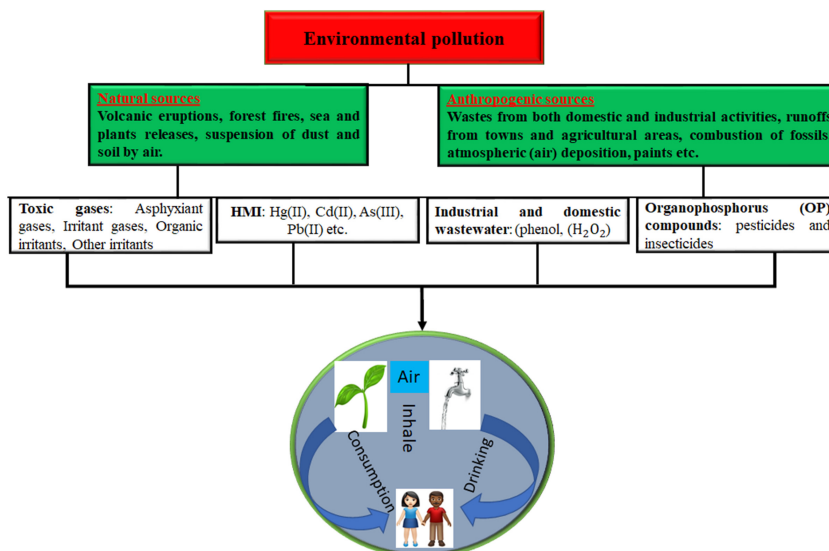 Environmental pollution
Natural sources
Volcanic eruptions, forest fires, sea and
plants releases, suspension of dust and
soil by air.
Anthropogenic sources
Wastes from both domestic and industrial activities, runoffs
from towns and agricultural areas, combustion of fossils,
atmospheric (air) deposition, paints etc.
Toxic gases: Asphyxiant
gases, Irritant gases, Organic
irritants, Other irritants
HMI: Hg(II), Cd(II), As(III),
Pb(II) etc.
Industrial and domestic
wastewater: (phenol, (H₂O₂)
Organophosphorus (OP)
compounds: pesticides and
insecticides
Air
Inhale
Consumption
Drinking